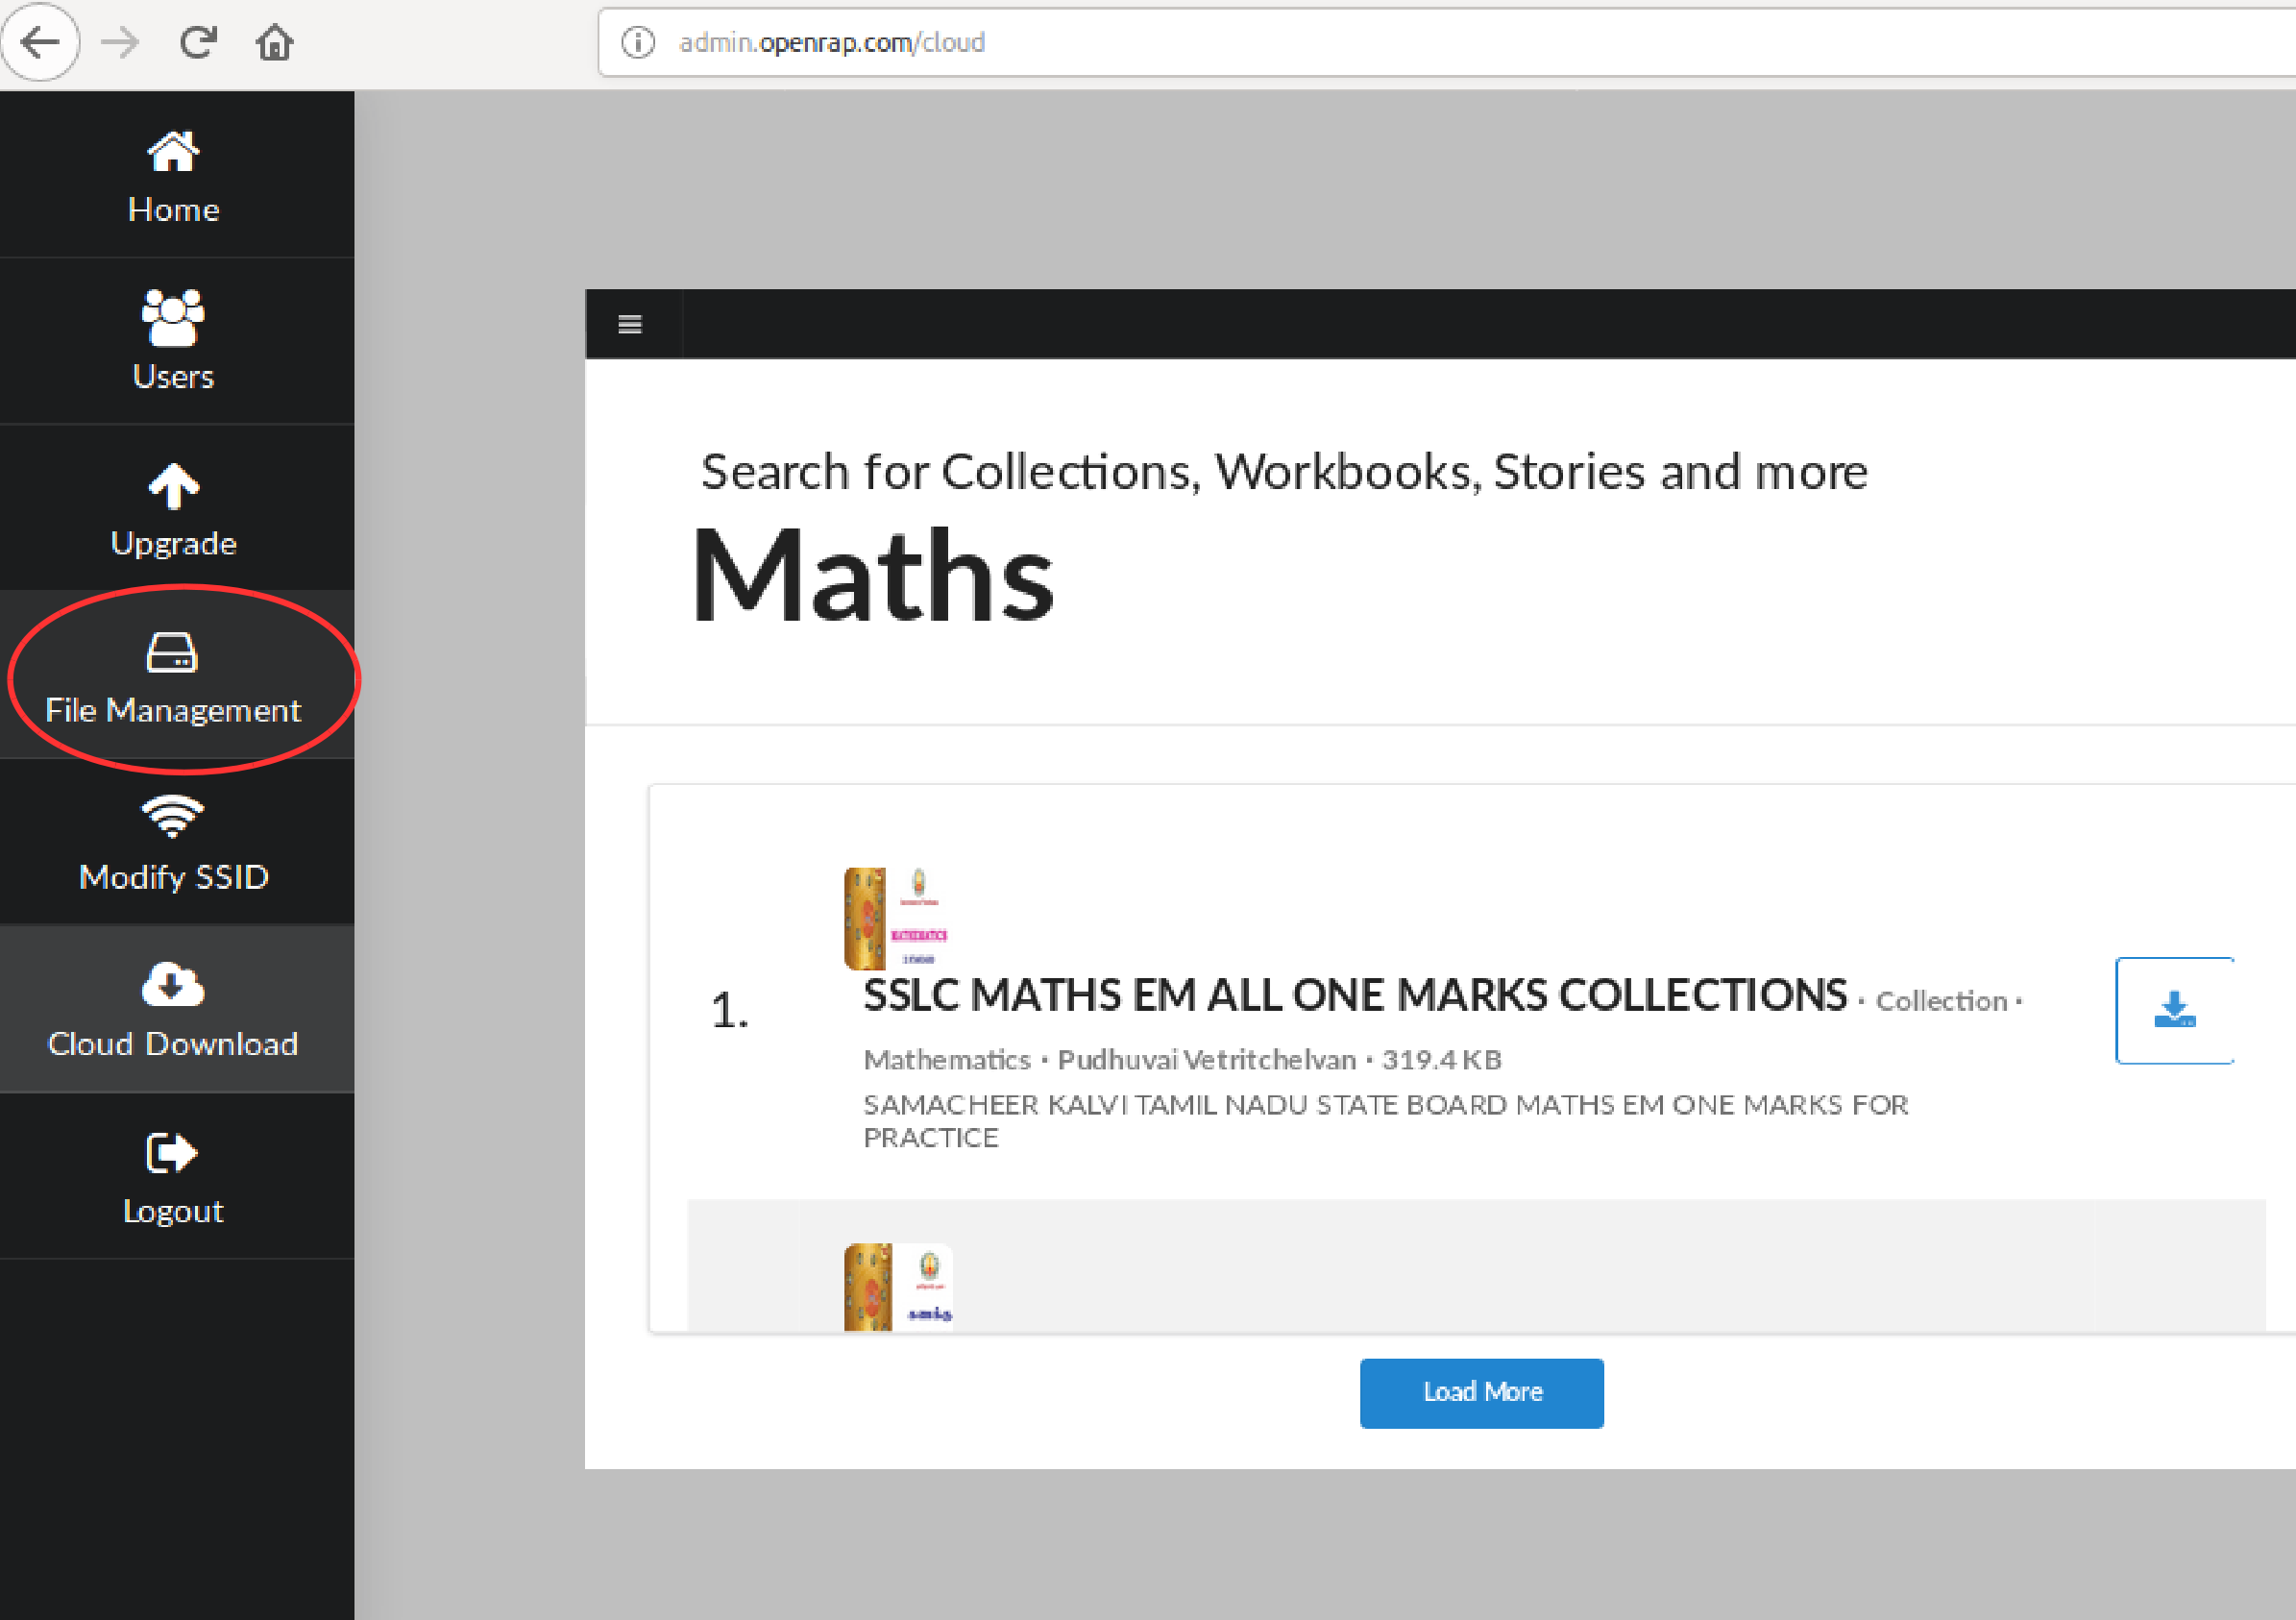 admin.openrap.com/cloud
Home
Users
Upgrade
File Management
Modify SSID
Cloud Download
Logout
Search for Collections, Workbooks, Stories and more
Maths
1.
SSLC MATHS EM ALL ONE MARKS COLLECTIONS · Collection ·
Mathematics · Pudhuvai Vetritchelvan · 319.4 KB
SAMACHEER KALVI TAMIL NADU STATE BOARD MATHS EM ONE MARKS FOR
PRACTICE
Load More